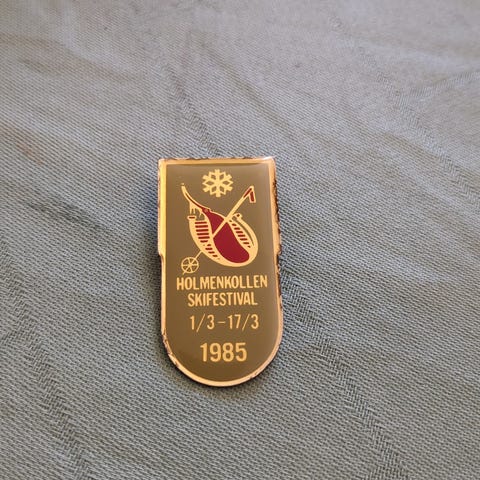 HOLMENKOLLEN
SKIFESTIVAL
1/3-17/3
1985